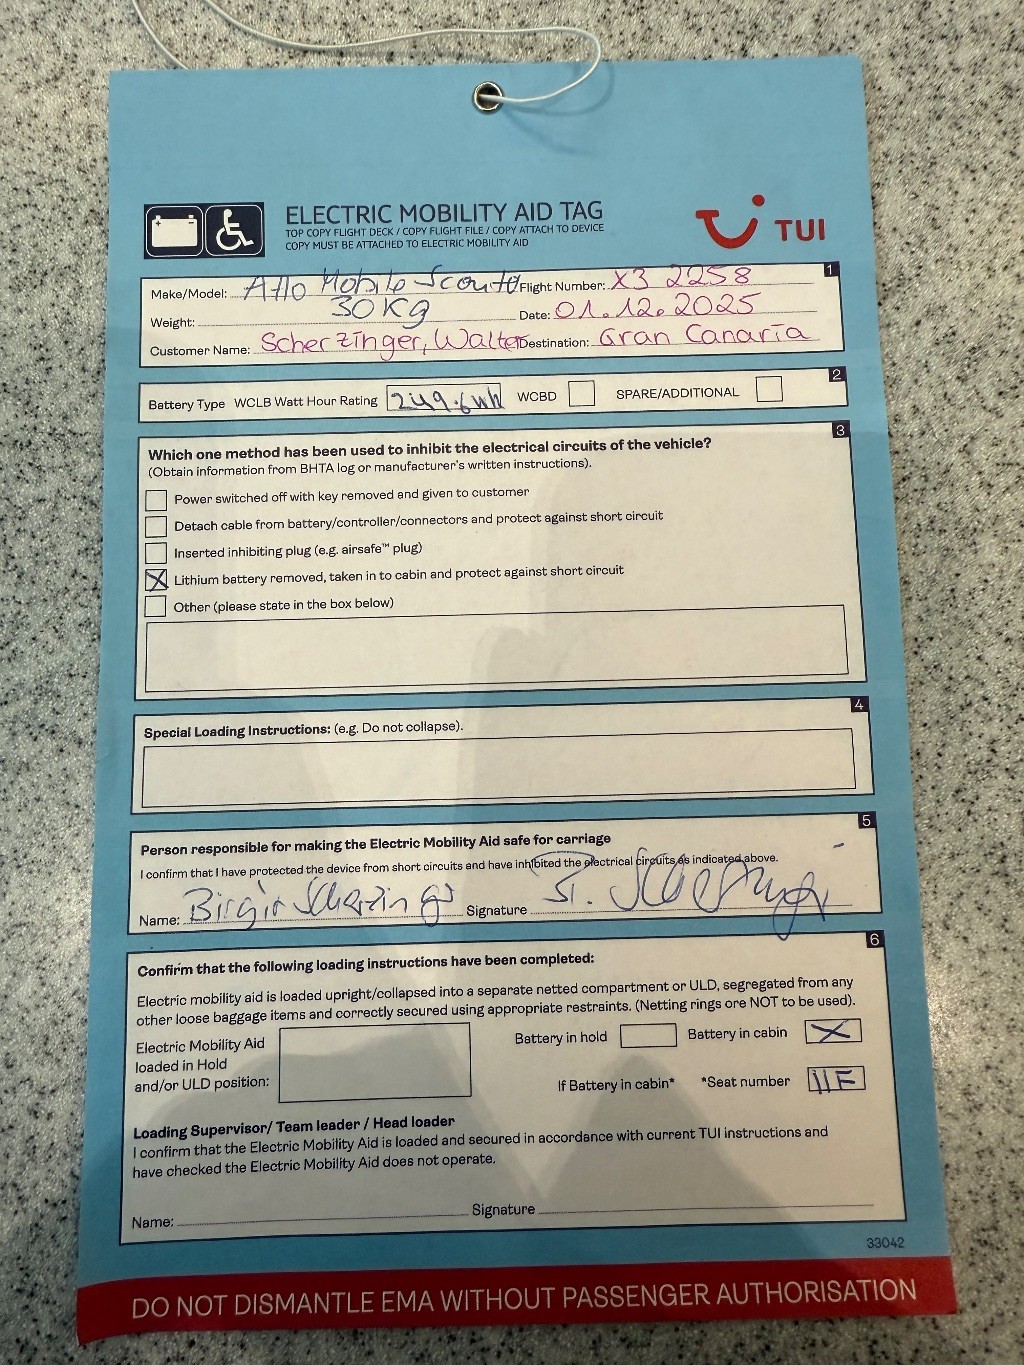 ELECTRIC MOBILITY AID TAG
TOP COPY FLIGHT DECK / COPY FLIGHT FILE / COPY ATTACH TO DEVICE
COPY MUST BE ATTACHED TO ELECTRIC MOBILITY AID
TUI
1
Make/Model: Mobile Flight Number: X3 2258
Weight: 30 Kg Date: 01.12.2025
Customer Name: Scherzinger, Walter Destination: Gran Canaria
2
Battery Type WCLB Watt Hour Rating 249.6wh WCBD SPARE/ADDITIONAL
3
Which one method has been used to inhibit the electrical circuits of the vehicle?
(Obtain information from BHTA log or manufacturer's written instructions).
Power switched off with key removed and given to customer
Detach cable from battery/controller/connectors and protect against short circuit
Inserted inhibiting plug (e.g. airsafe™ plug)
X Lithium battery removed, taken in to cabin and protect against short circuit
Other (please state in the box below)
4
Special Loading Instructions: (e.g. Do not collapse).
5
Person responsible for making the Electric Mobility Aid safe for carriage
I confirm that I have protected the device from short circuits and have inhibited the electrical circuits as indicated above.
Name: Birgit Scherzinger Signature
6
Confirm that the following loading instructions have been completed:
Electric mobility aid is loaded upright/collapsed into a separate netted compartment or ULD, segregated from any
other loose baggage items and correctly secured using appropriate restraints. (Netting rings are NOT to be used).
Electric Mobility Aid
loaded in Hold
and/or ULD position:
Battery in hold Battery in cabin X
If Battery in cabin* *Seat number 11F
Loading Supervisor/ Team leader / Head loader
I confirm that the Electric Mobility Aid is loaded and secured in accordance with current TUI instructions and
have checked the Electric Mobility Aid does not operate.
Name: Signature
33042
DO NOT DISMANTLE EMA WITHOUT PASSENGER AUTHORISATION